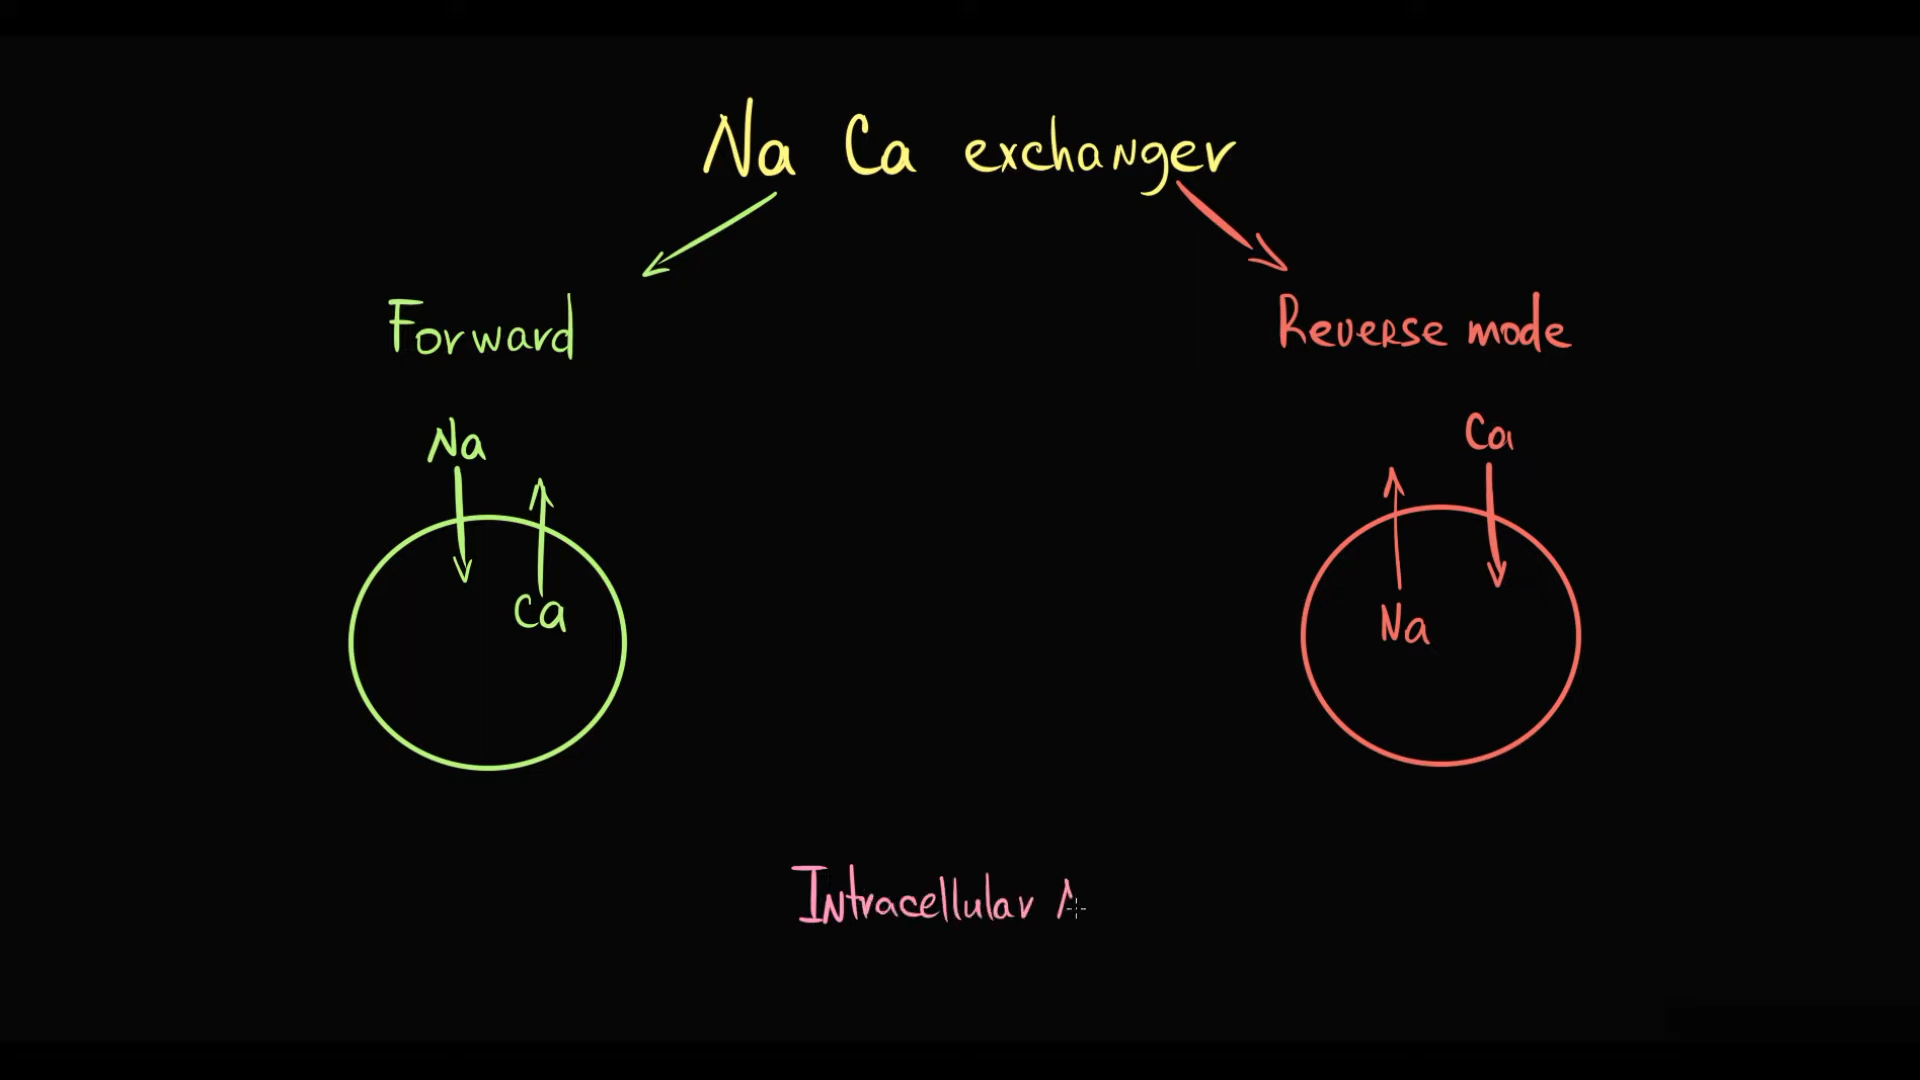 Na Ca exchanger
Forward
Reverse mode
Na
Ca
Ca
Na
Intracellular